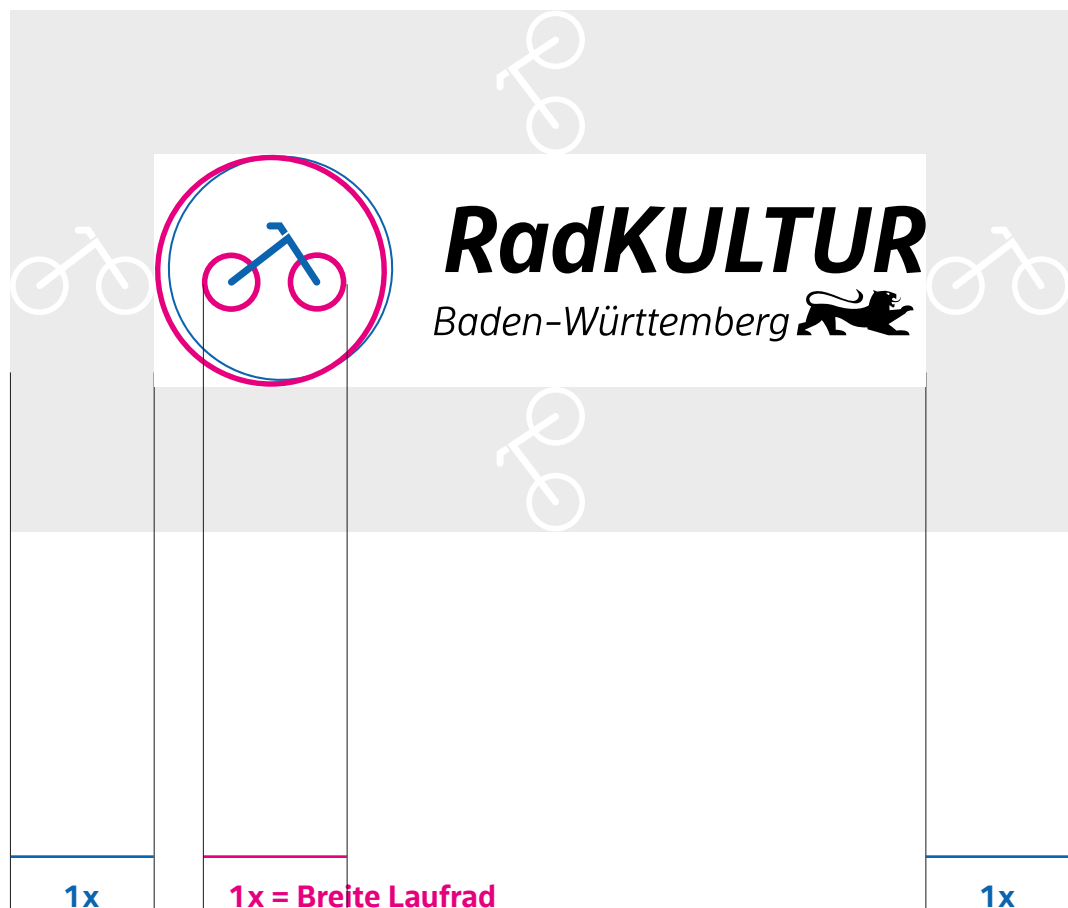 RadKULTUR
Baden-Württemberg
1x
1x = Breite Laufrad
1x